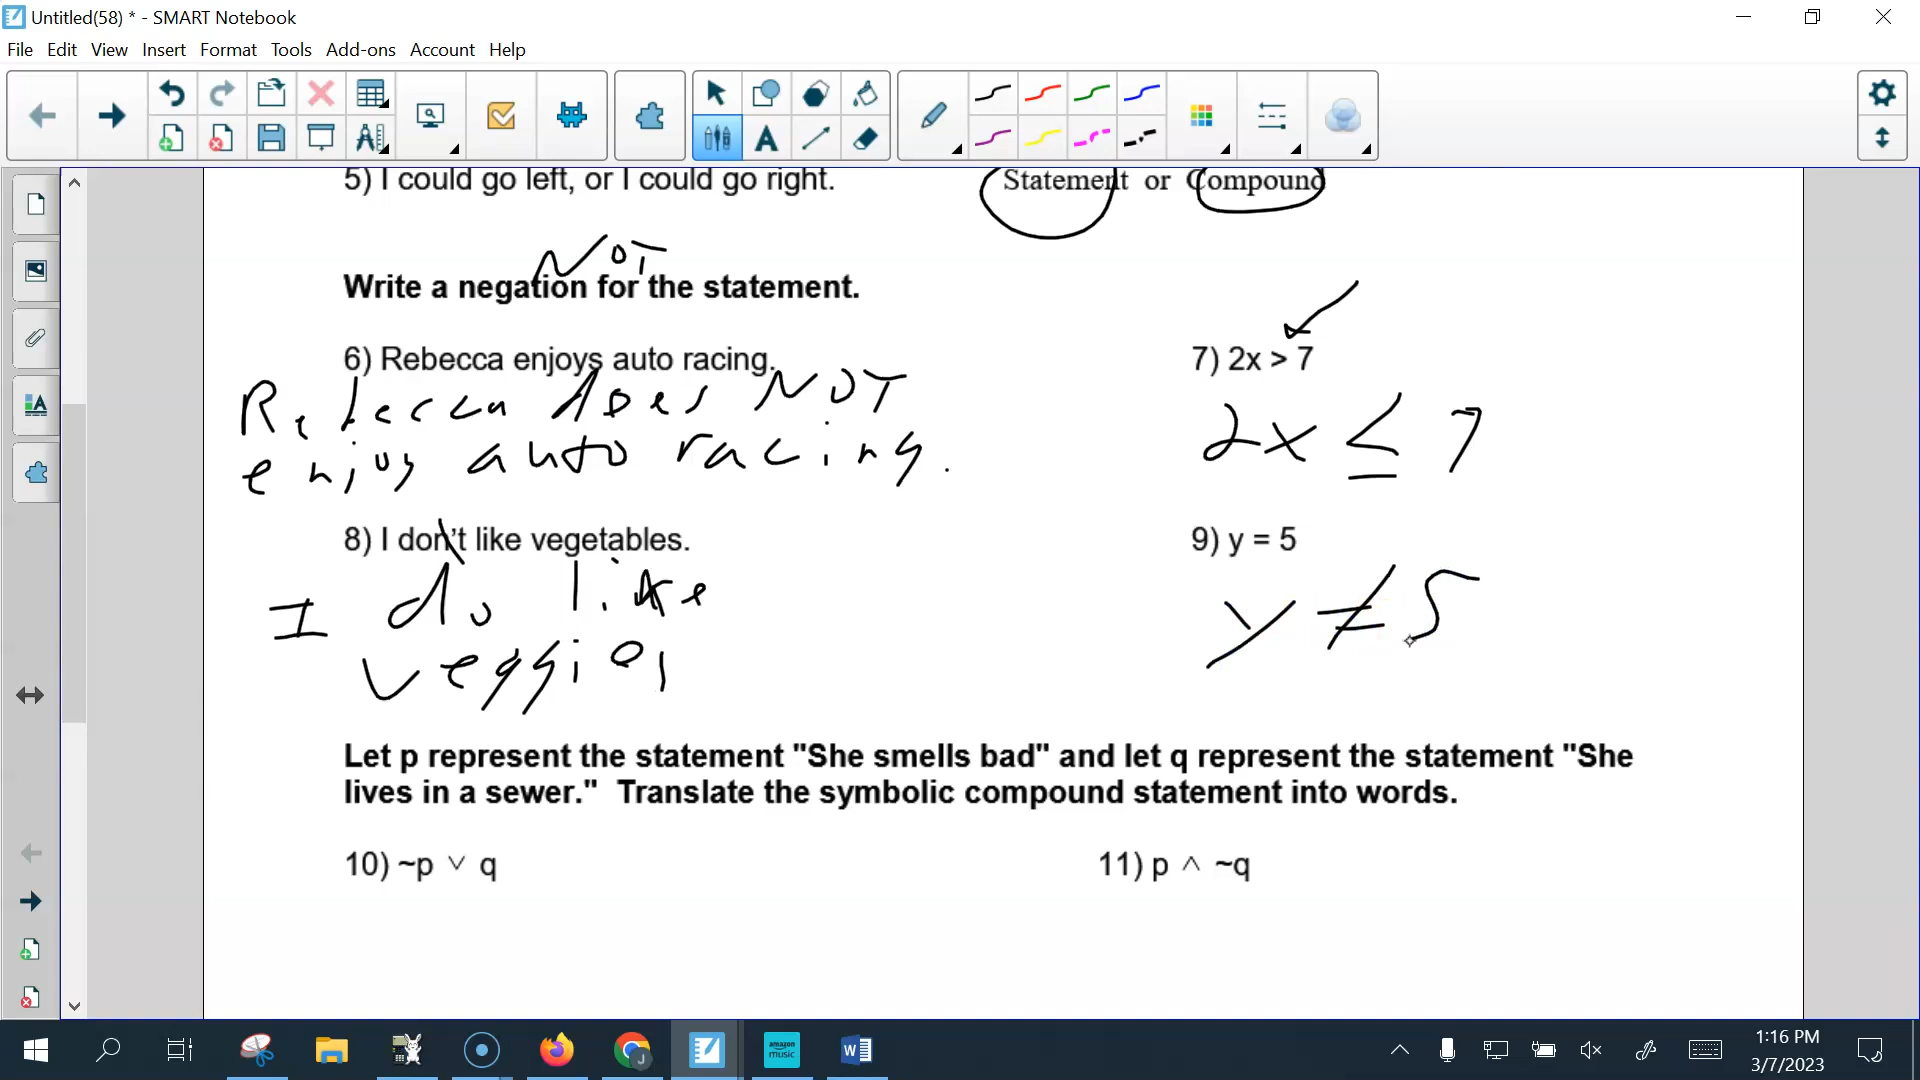 Untitled(58) * - SMART Notebook
File Edit View Insert Format Tools Add-ons Account Help
5) I could go left, or I could go right. Statement or Compound
NOT
Write a negation for the statement.
6) Rebecca enjoys auto racing. 7) 2x > 7
Rebecca does NOT
enjoy auto racing.
2x ≤ 7
8) I don't like vegetables. 9) y = 5
I do like
veggies
y ≠ 5
Let p represent the statement "She smells bad" and let q represent the statement "She
lives in a sewer." Translate the symbolic compound statement into words.
10) ~p ∨ q 11) p ∧ ~q
amazon
music
1:16 PM
3/7/2023